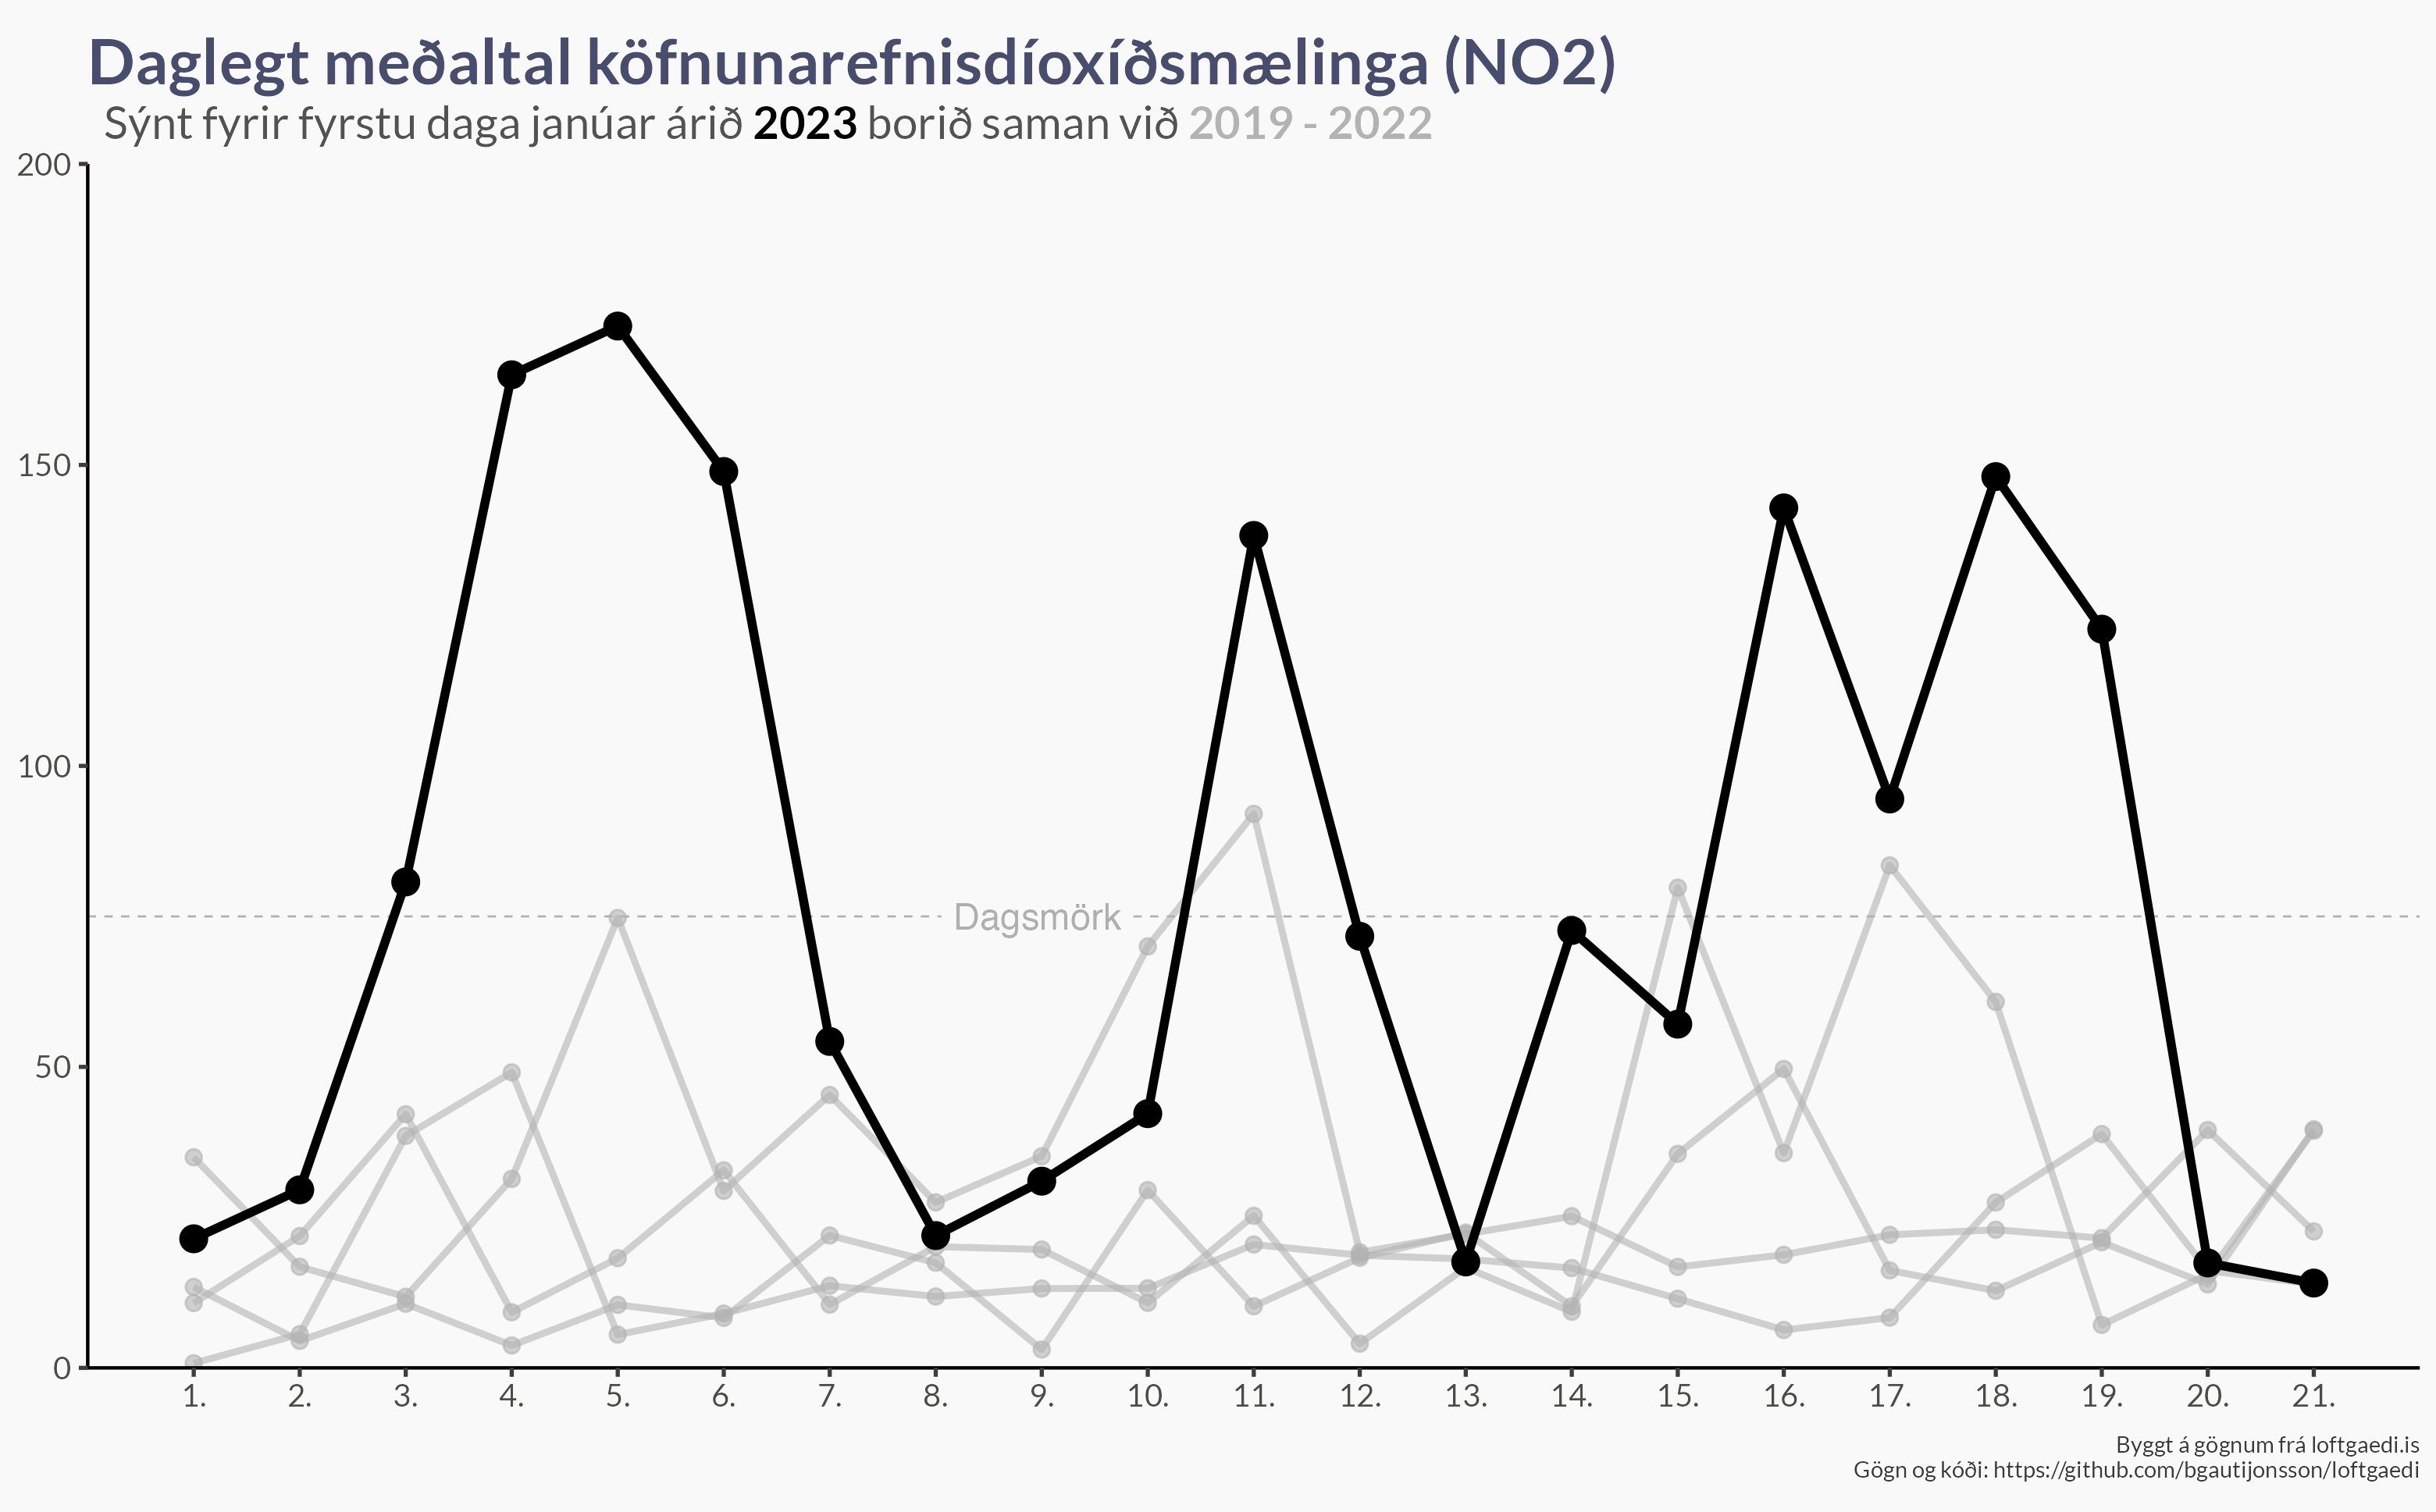 Daglegt meðaltal köfnunarefnisdíoxíðsmælinga (NO2)
Sýnt fyrir fyrstu daga janúar árið 2023 borið saman við 2019 - 2022
200
150
100
Dagsmörk
50
0
1. 2. 3. 4. 5. 6. 7. 8. 9. 10. 11. 12. 13. 14. 15. 16. 17. 18. 19. 20. 21.
Byggt á gögnum frá loftgaedi.is
Gögn og kóði: https://github.com/bgautijonsson/loftgaedi